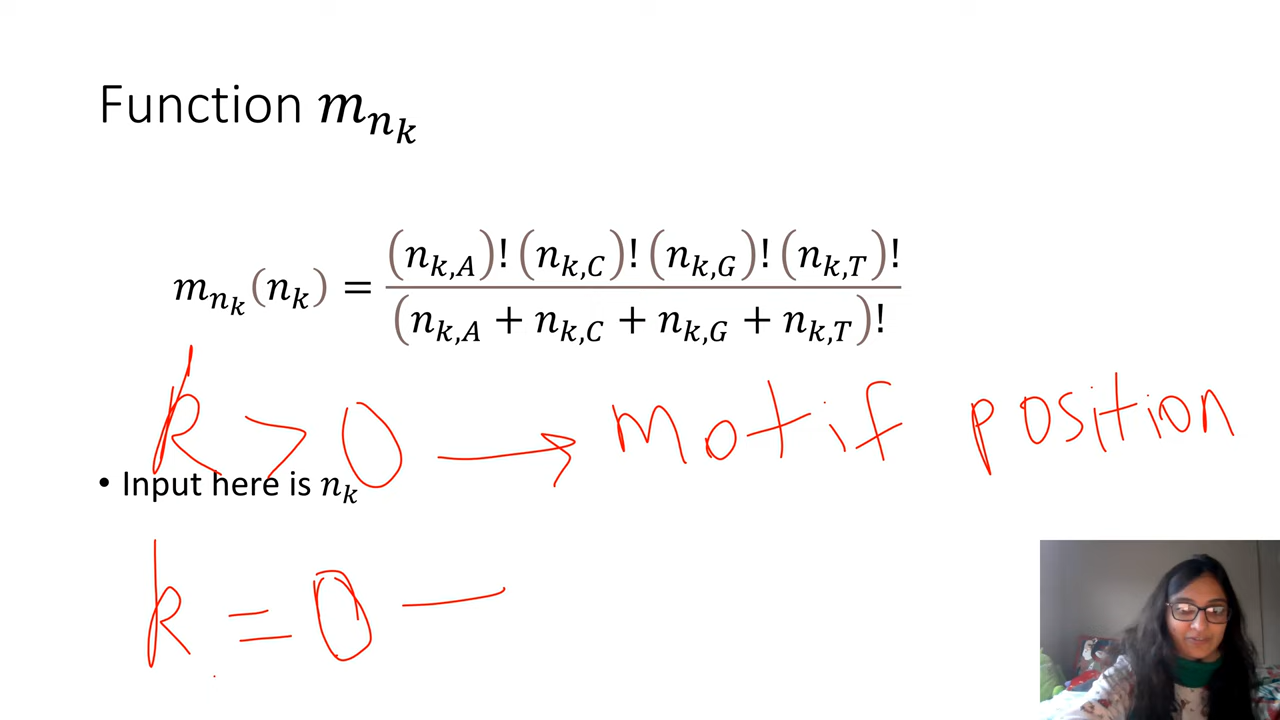 Function m_{n_k}
m_{n_k}(n_k) = \frac{(n_{k,A})! (n_{k,C})! (n_{k,G})! (n_{k,T})!}{(n_{k,A} + n_{k,C} + n_{k,G} + n_{k,T})!}
k > 0 → motif position
• Input here is n_k
k = 0 —